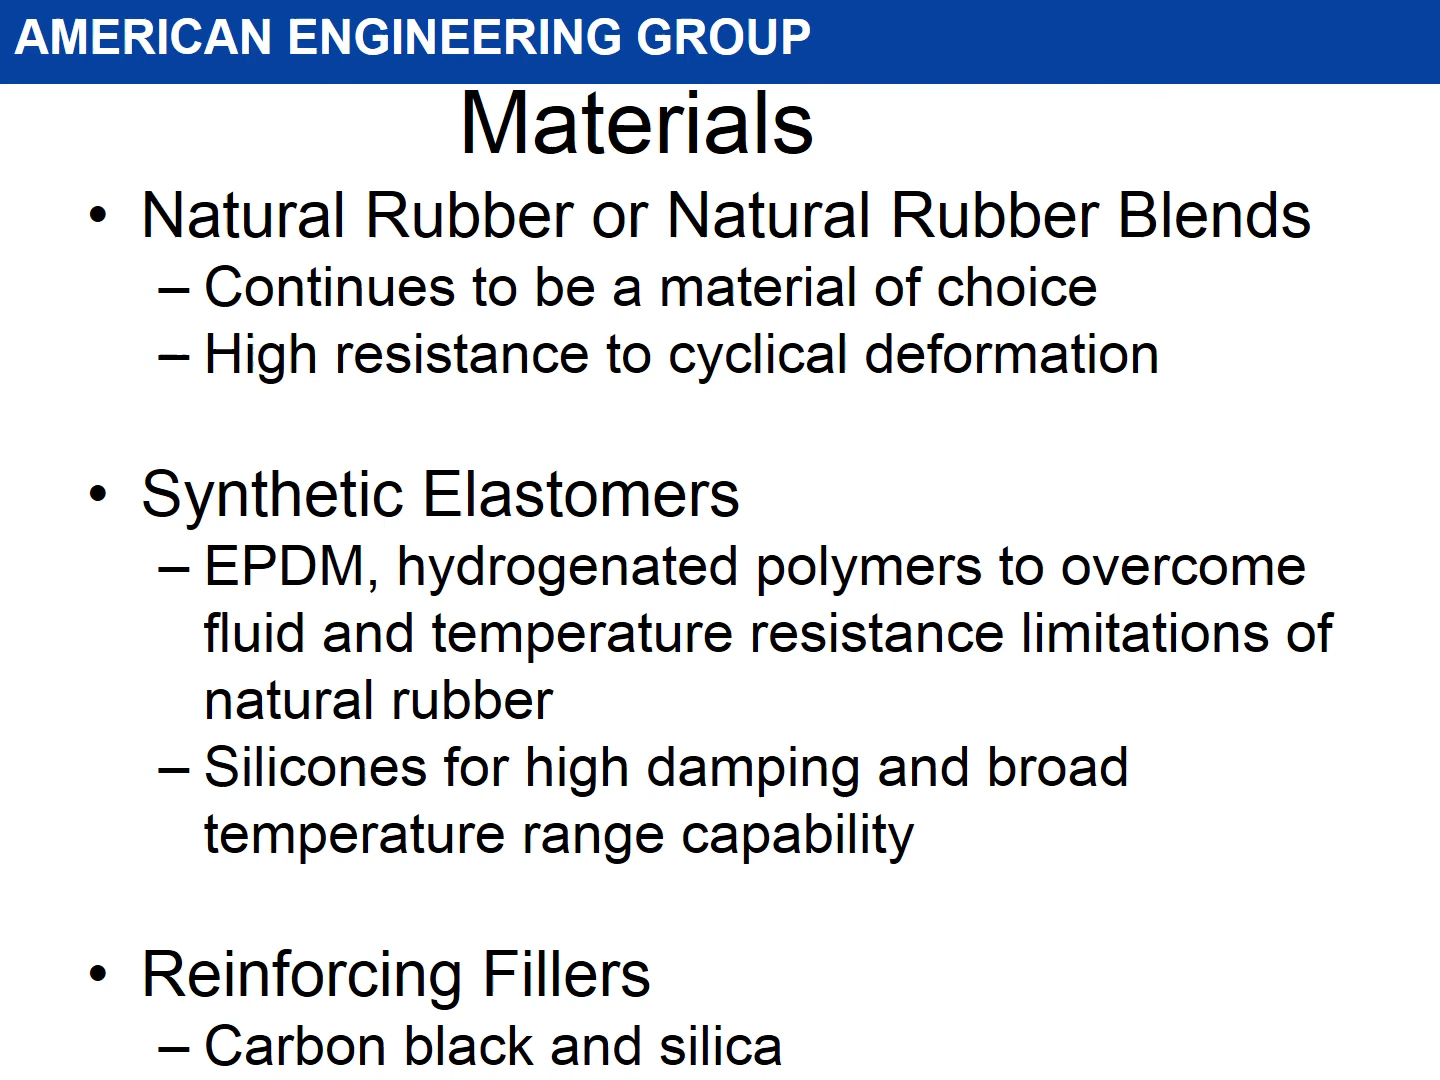 AMERICAN ENGINEERING GROUP
Materials
• Natural Rubber or Natural Rubber Blends
– Continues to be a material of choice
– High resistance to cyclical deformation
• Synthetic Elastomers
– EPDM, hydrogenated polymers to overcome
fluid and temperature resistance limitations of
natural rubber
– Silicones for high damping and broad
temperature range capability
• Reinforcing Fillers
– Carbon black and silica